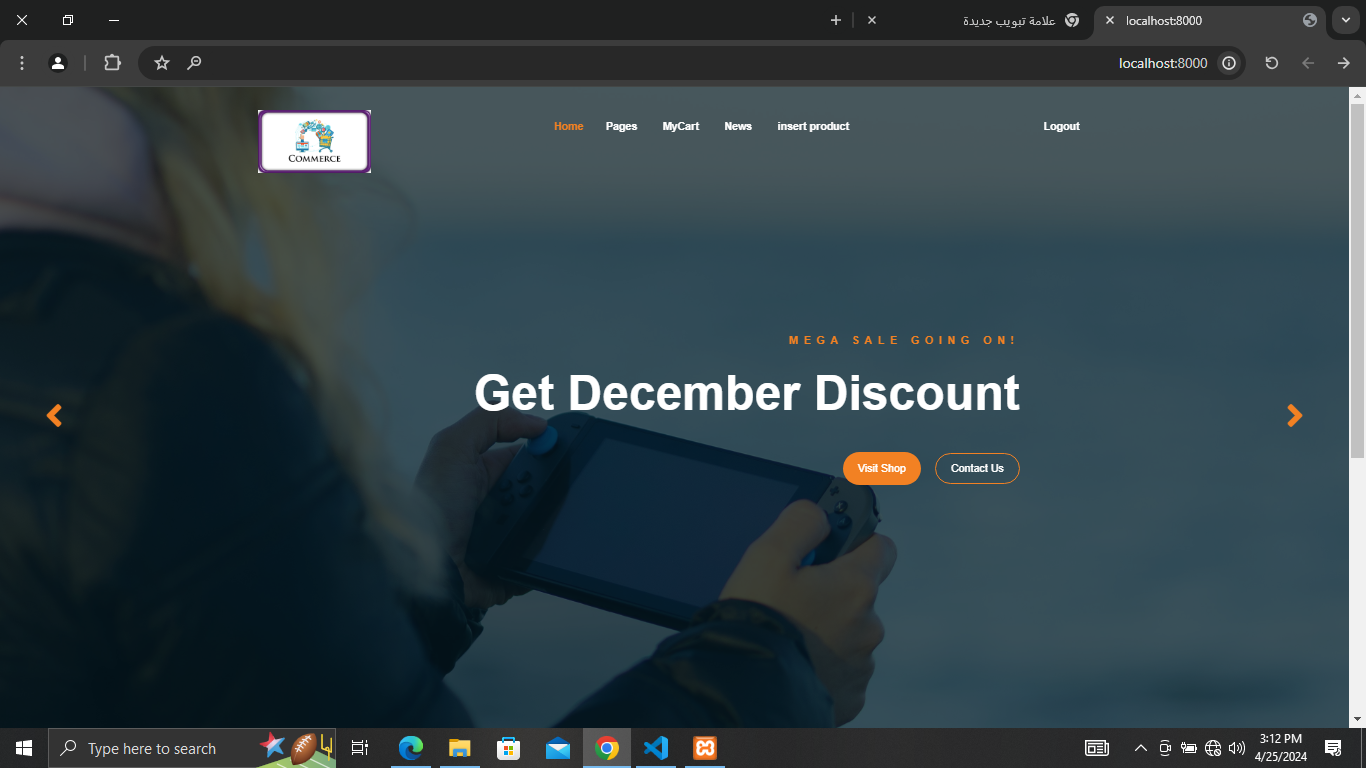 علامة تبويب جديدة
localhost:8000
localhost:8000
COMMERCE
Home Pages MyCart News insert product Logout
MEGA SALE GOING ON!
Get December Discount
Visit Shop Contact Us
Type here to search
3:12 PM
4/25/2024